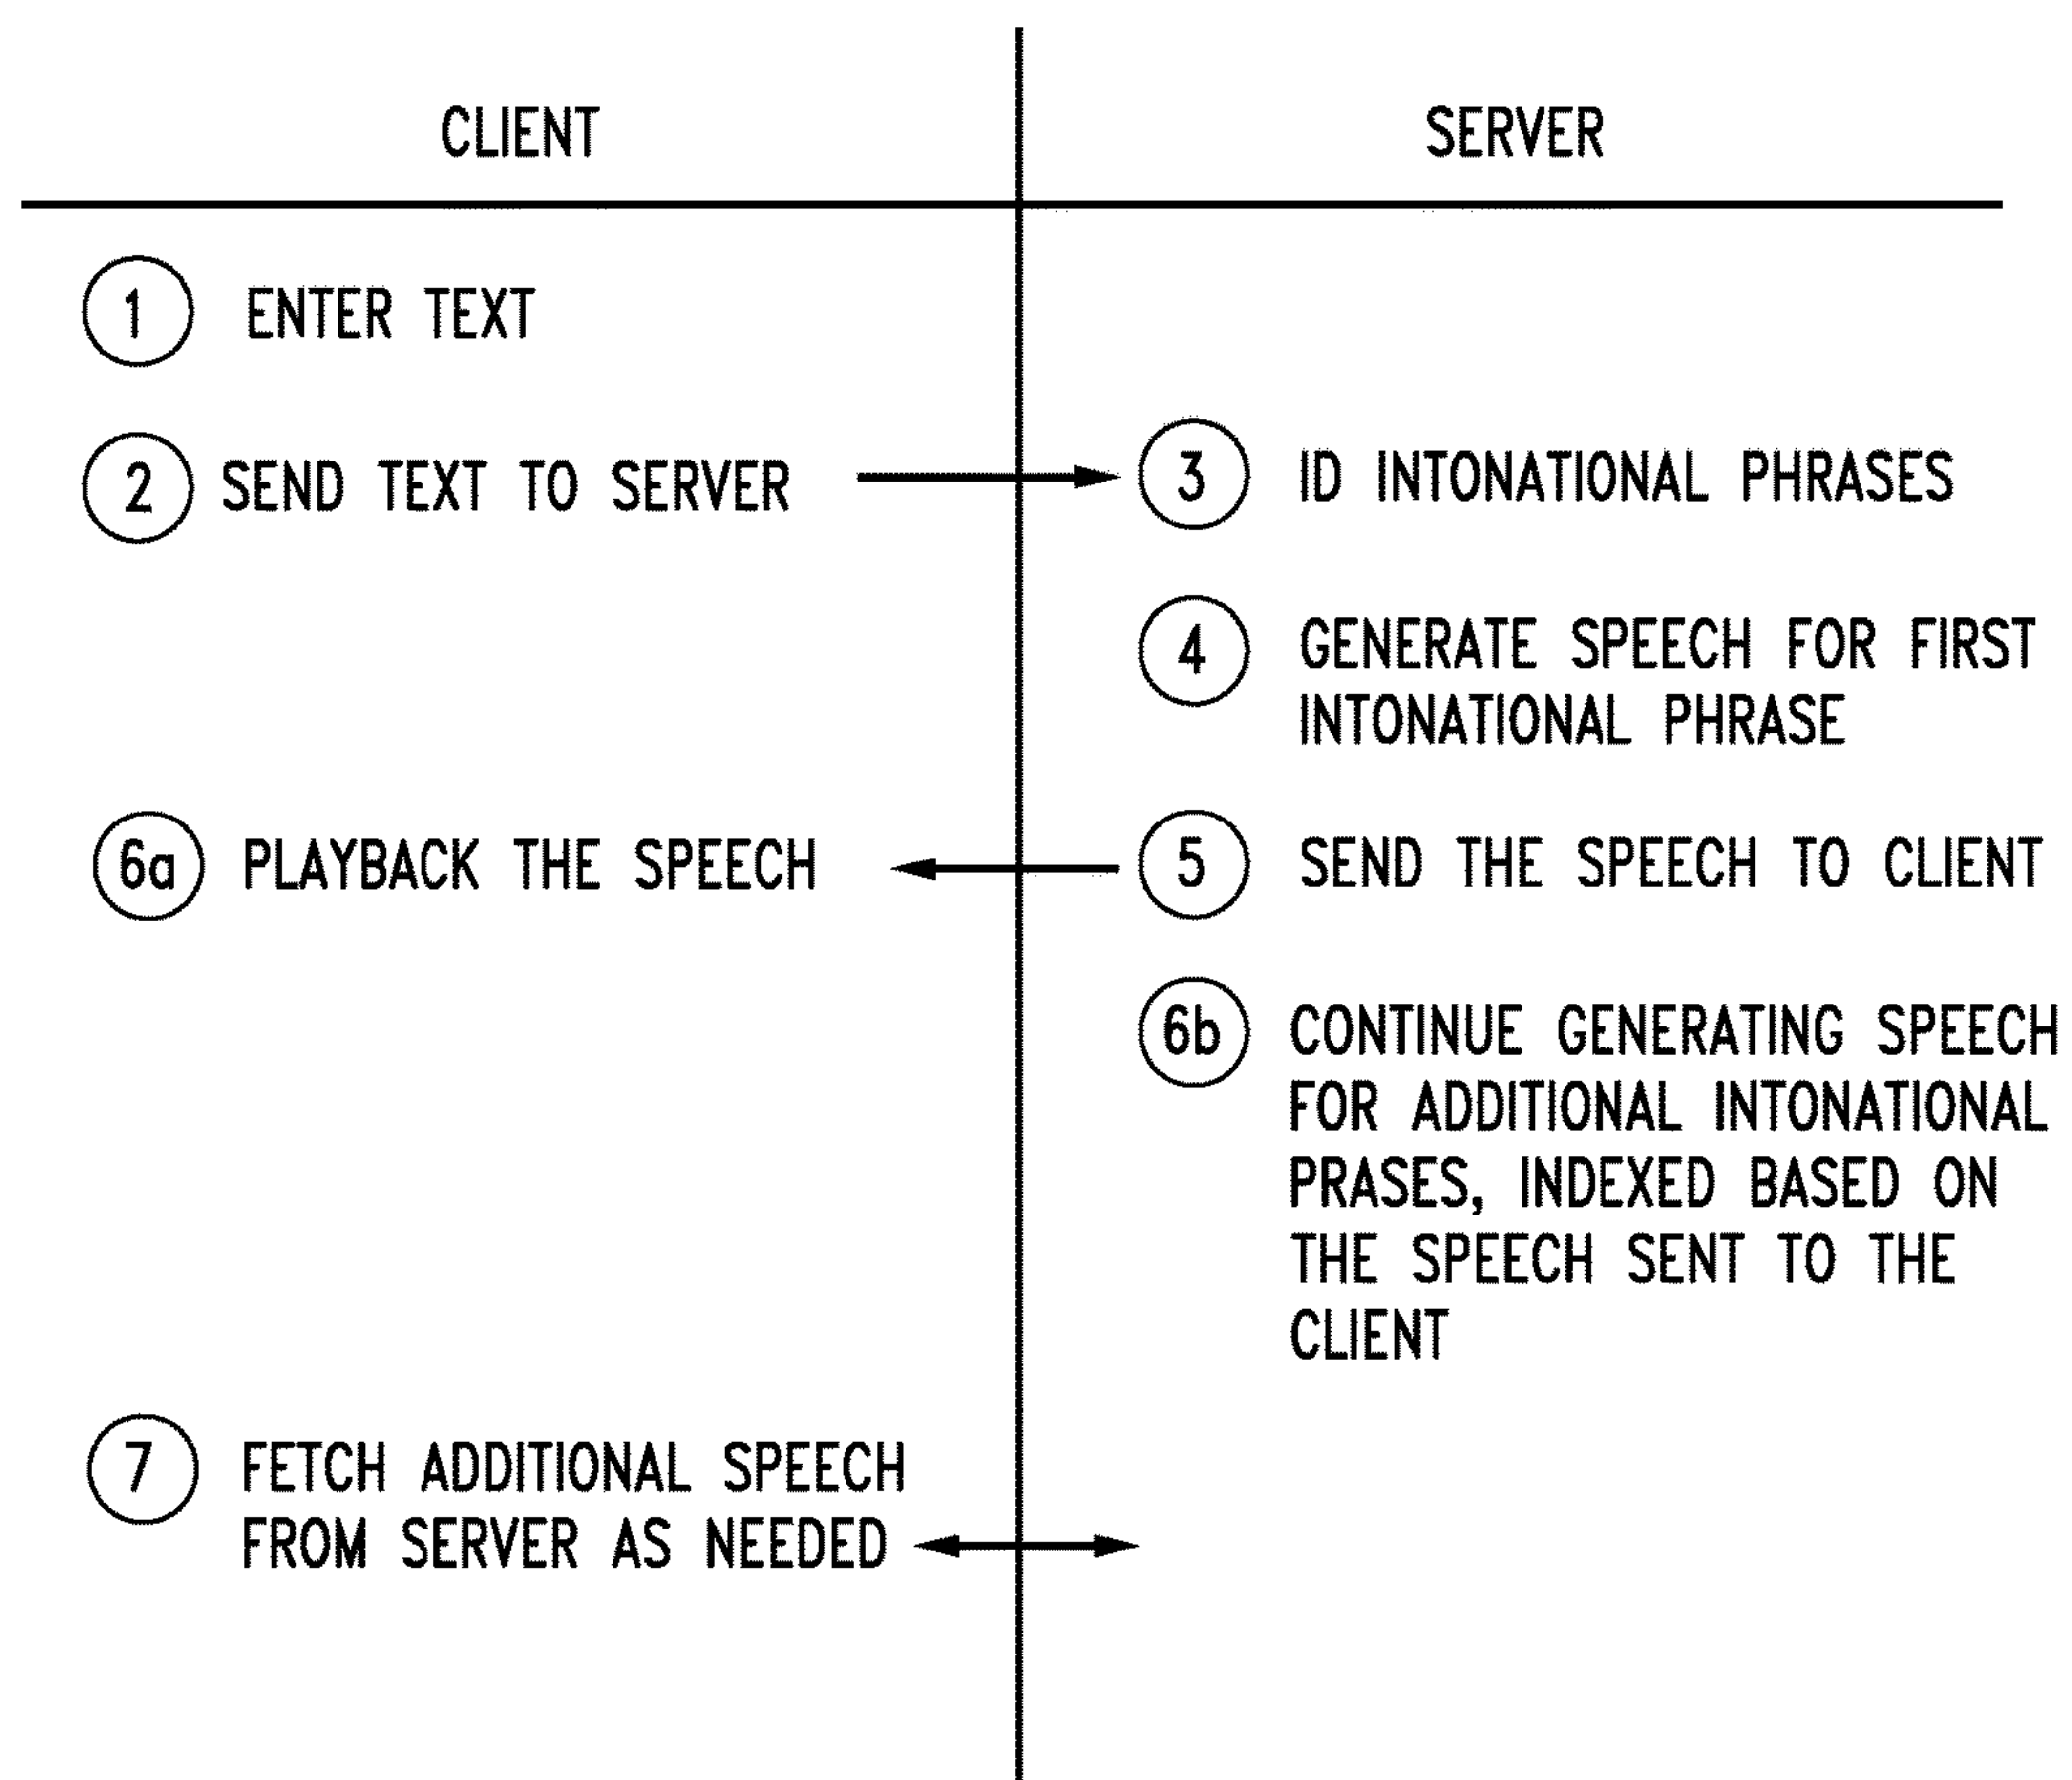 CLIENT
SERVER
1 ENTER TEXT
2 SEND TEXT TO SERVER
3 ID INTONATIONAL PHRASES
4 GENERATE SPEECH FOR FIRST
INTONATIONAL PHRASE
6a PLAYBACK THE SPEECH
5 SEND THE SPEECH TO CLIENT
6b CONTINUE GENERATING SPEECH
FOR ADDITIONAL INTONATIONAL
PRASES, INDEXED BASED ON
THE SPEECH SENT TO THE
CLIENT
7 FETCH ADDITIONAL SPEECH
FROM SERVER AS NEEDED